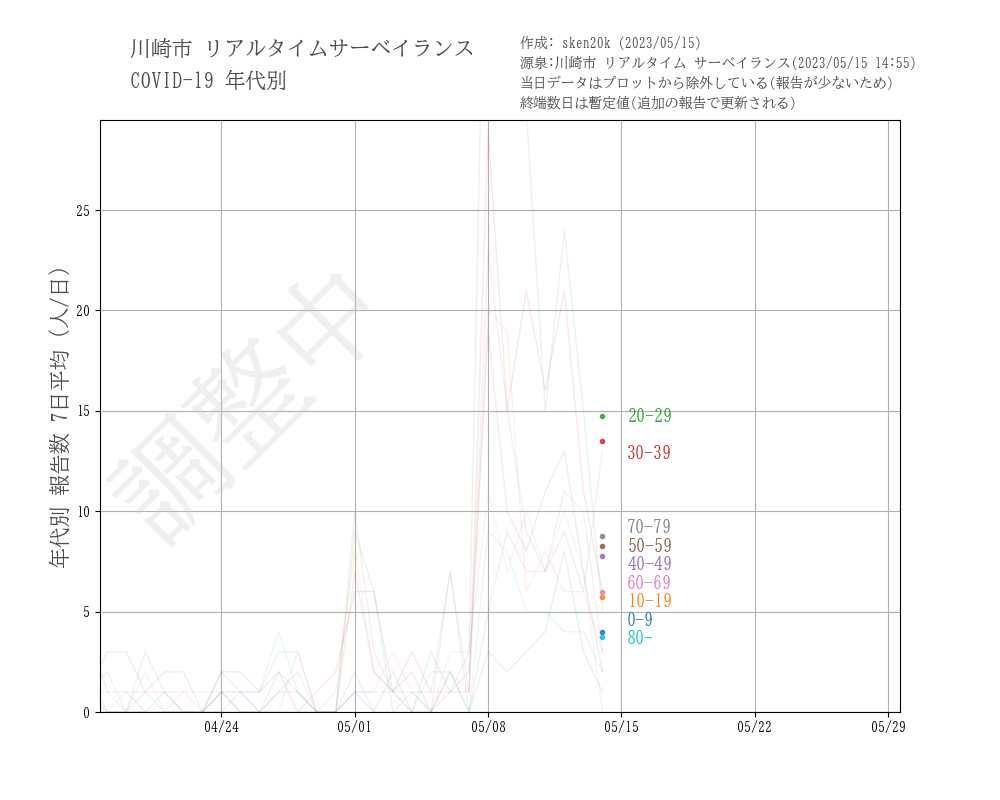 川崎市 リアルタイムサーベイランス
COVID-19 年代別
作成: sken20k (2023/05/15)
源泉:川崎市 リアルタイム サーベイランス(2023/05/15 14:55)
当日データはプロットから除外している(報告が少ないため)
終端数日は暫定値(追加の報告で更新される)
年代別 報告数 7日平均 (人/日)
25
20
15
10
5
0
調整中
20-29
30-39
70-79
50-59
40-49
60-69
10-19
0-9
80-
04/24
05/01
05/08
05/15
05/22
05/29